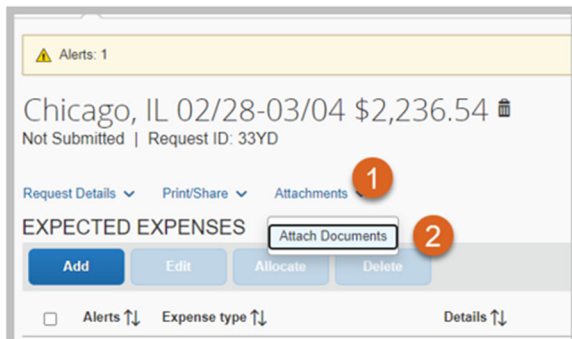 Alerts: 1
Chicago, IL 02/28-03/04 $2,236.54
Not Submitted | Request ID: 33YD
Request Details Print/Share Attachments 1
EXPECTED EXPENSES
Attach Documents 2
Add Edit Allocate Delete
Alerts Expense type Details